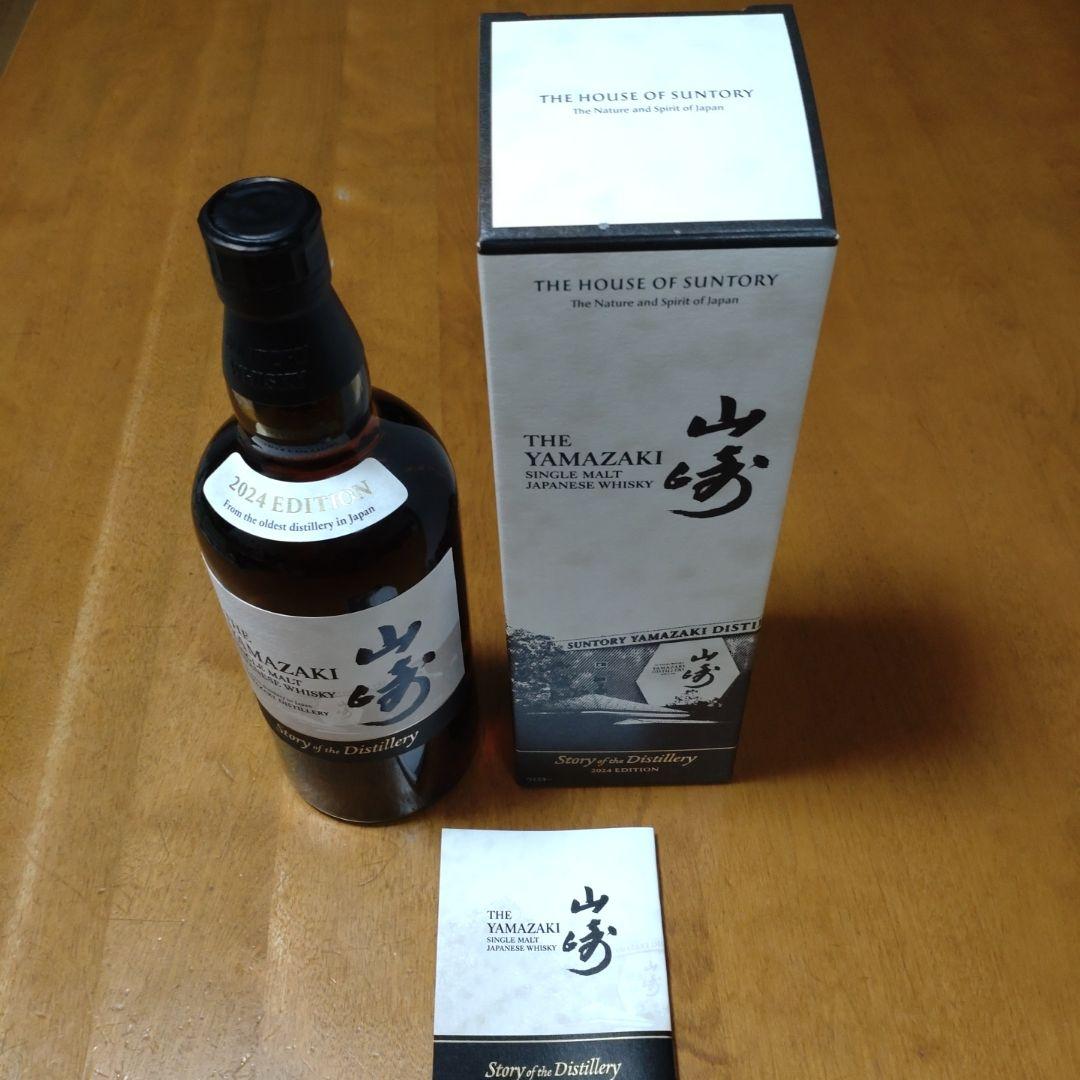 THE HOUSE OF SUNTORY
The Nature and Spirit of Japan
THE HOUSE OF SUNTORY
The Nature and Spirit of Japan
THE
YAMAZAKI
SINGLE MALT
JAPANESE WHISKY
山崎
SUNTORY YAMAZAKI DISTI
山崎
Story of the Distillery
2024 EDITION
WHISKY
2024 EDITION
From the oldest distillery in Japan
THE
YAMAZAKI
SINGLE MALT
JAPANESE WHISKY
DISTILLERY
山崎
Story of the Distillery
THE
YAMAZAKI
SINGLE MALT
JAPANESE WHISKY
山崎
Story of the Distillery